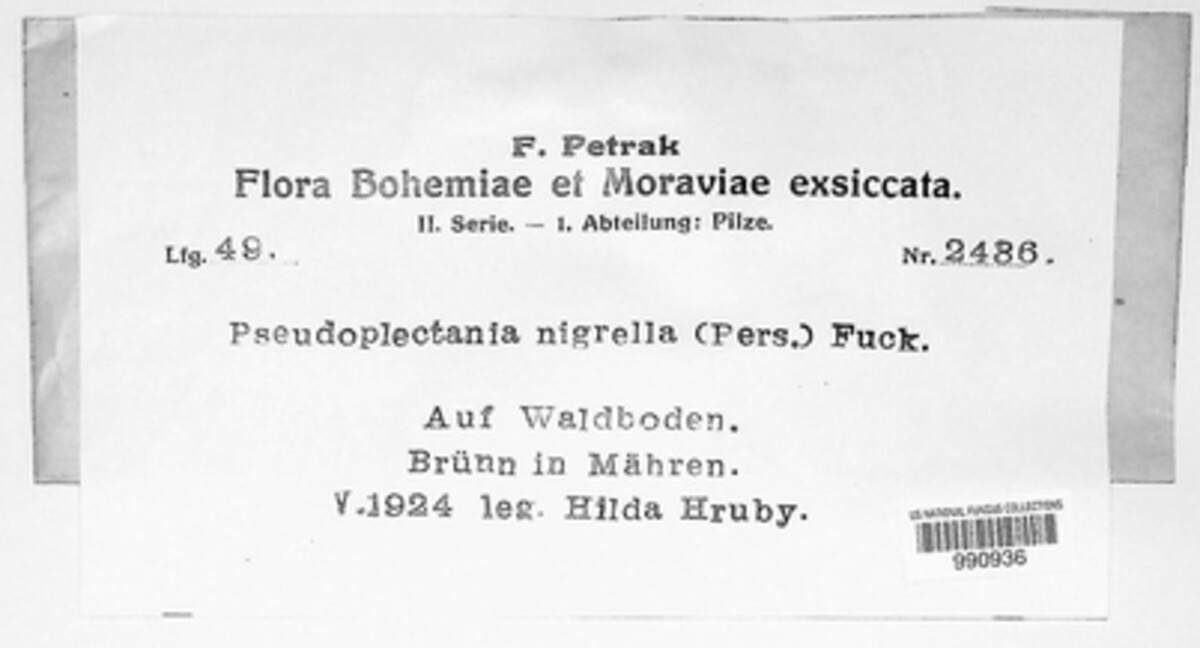 F. Petrak
Flora Bohemiae et Moraviae exsiccata.
II. Serie. — 1. Abteilung: Pilze.
Lfg. 49.
Nr. 2486.
Pseudoplectania nigrella (Pers.) Fuck.
Auf Waldboden.
Brünn in Mähren.
V.1924 leg. Hilda Hruby.
US NATIONAL FUNGUS COLLECTIONS
990936